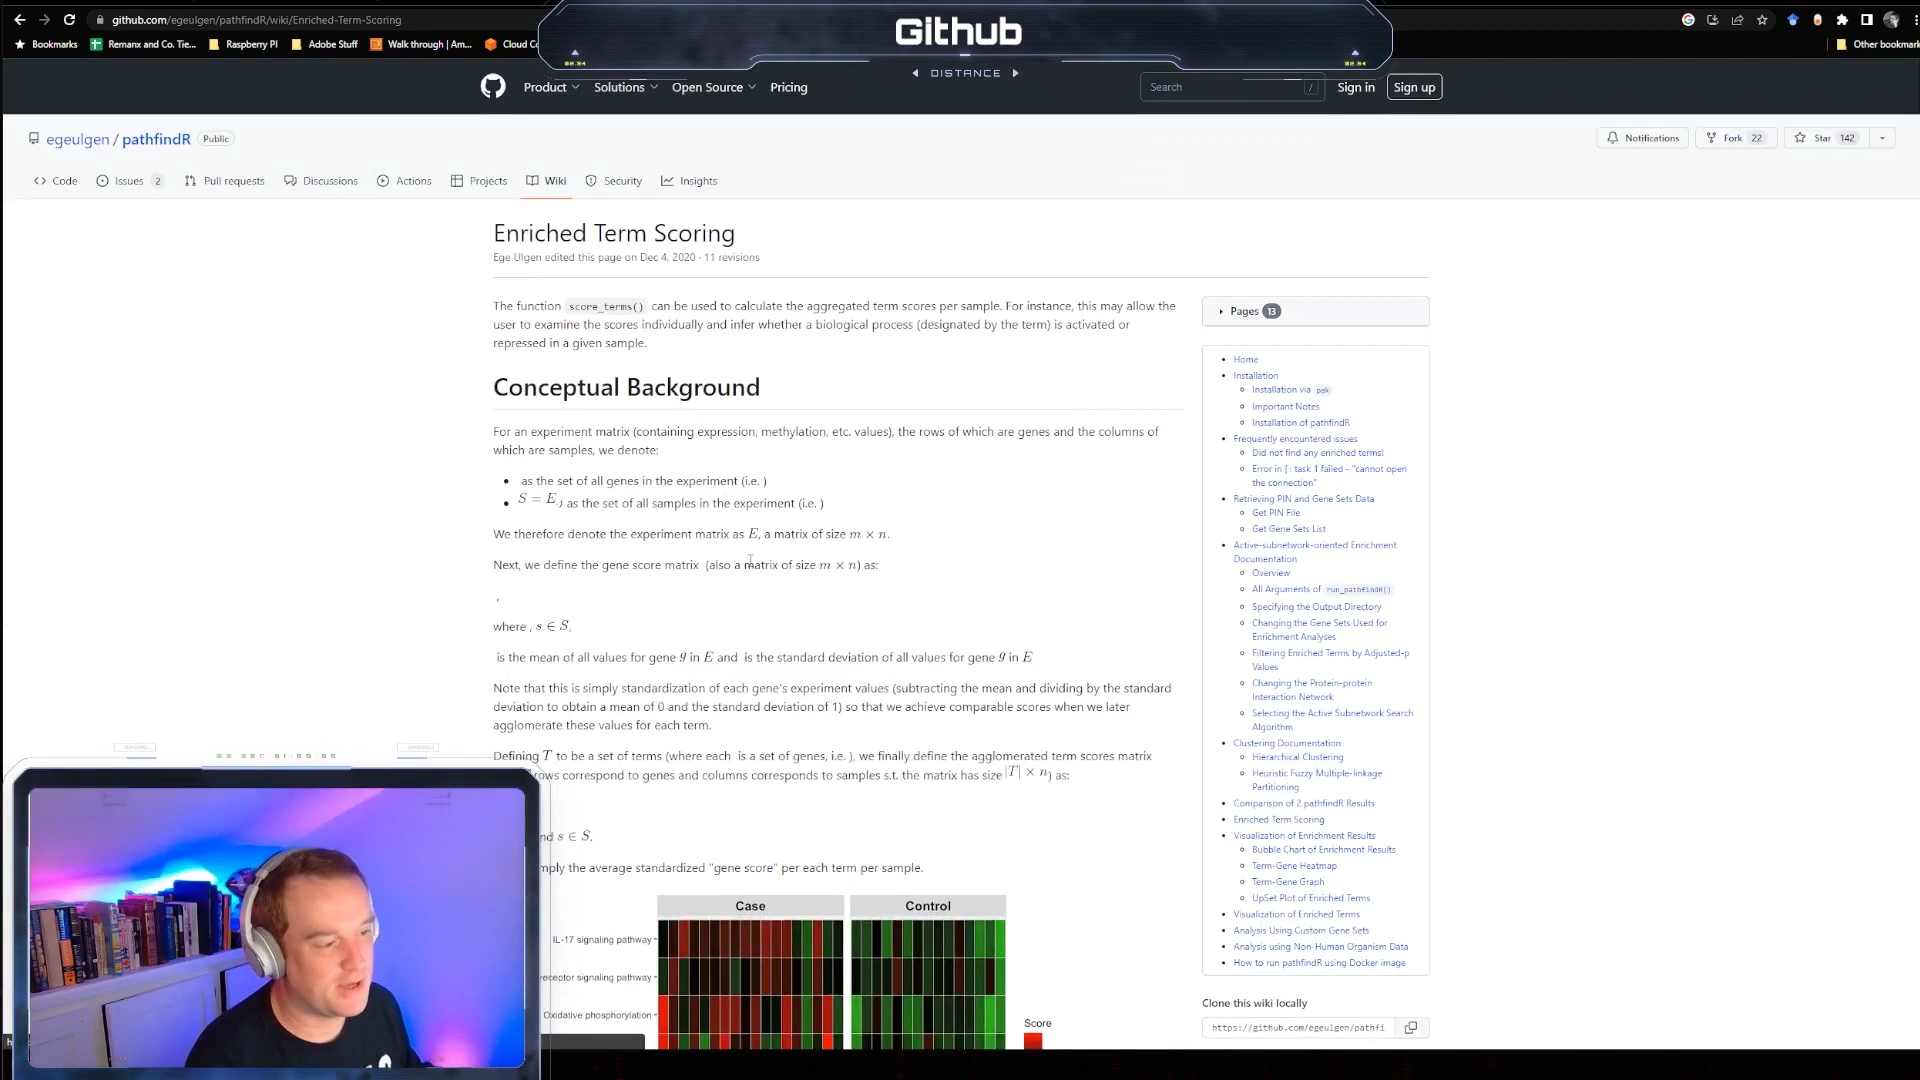 github.com/egeulgen/pathfindR/wiki/Enriched-Term-Scoring
Bookmarks
Remanx and Co. Tie...
Raspberry PI
Adobe Stuff
Walk through | Am...
Cloud Co
Other bookmark
Github
DISTANCE
Product
Solutions
Open Source
Pricing
Search /
Sign in
Sign up
egeulgen / pathfindR Public
Notifications
Fork 22
Star 142
Code
Issues 2
Pull requests
Discussions
Actions
Projects
Wiki
Security
Insights
Enriched Term Scoring
Ege Ulgen edited this page on Dec 4, 2020 · 11 revisions
The function score_terms() can be used to calculate the aggregated term scores per sample. For instance, this may allow the
user to examine the scores individually and infer whether a biological process (designated by the term) is activated or
repressed in a given sample.
Conceptual Background
For an experiment matrix (containing expression, methylation, etc. values), the rows of which are genes and the columns of
which are samples, we denote:
• as the set of all genes in the experiment (i.e. )
• S = E.j as the set of all samples in the experiment (i.e. )
We therefore denote the experiment matrix as E, a matrix of size m × n.
Next, we define the gene score matrix (also a matrix of size m × n) as:
,
where , s ∈ S,
is the mean of all values for gene g in E and is the standard deviation of all values for gene g in E
Note that this is simply standardization of each gene's experiment values (subtracting the mean and dividing by the standard
deviation to obtain a mean of 0 and the standard deviation of 1) so that we achieve comparable scores when we later
agglomerate these values for each term.
Defining T to be a set of terms (where each is a set of genes, i.e. ), we finally define the agglomerated term scores matrix
rows correspond to genes and columns corresponds to samples s.t. the matrix has size |T| × n) as:
nd s ∈ S.
mply the average standardized "gene score" per each term per sample.
Case
Control
IL-17 signaling pathway
eceptor signaling pathway
Oxidative phosphorylation
Score
Pages 13
• Home
• Installation
Installation via pak
Important Notes
Installation of pathfindR
• Frequently encountered issues
Did not find any enriched terms!
Error in { : task 1 failed - "cannot open
the connection"
• Retrieving PIN and Gene Sets Data
Get PIN File
Get Gene Sets List
• Active-subnetwork-oriented Enrichment
Documentation
Overview
All Arguments of run_pathfindR()
Specifying the Output Directory
Changing the Gene Sets Used for
Enrichment Analyses
Filtering Enriched Terms by Adjusted-p
Values
Changing the Protein-protein
Interaction Network
Selecting the Active Subnetwork Search
Algorithm
• Clustering Documentation
Hierarchical Clustering
Heuristic Fuzzy Multiple-linkage
Partitioning
• Comparison of 2 pathfindR Results
• Enriched Term Scoring
• Visualization of Enrichment Results
Bubble Chart of Enrichment Results
Term-Gene Heatmap
Term-Gene Graph
UpSet Plot of Enriched Terms
• Visualization of Enriched Terms
• Analysis Using Custom Gene Sets
• Analysis using Non-Human Organism Data
• How to run pathfindR using Docker image
Clone this wiki locally
https://github.com/egeulgen/pathfi